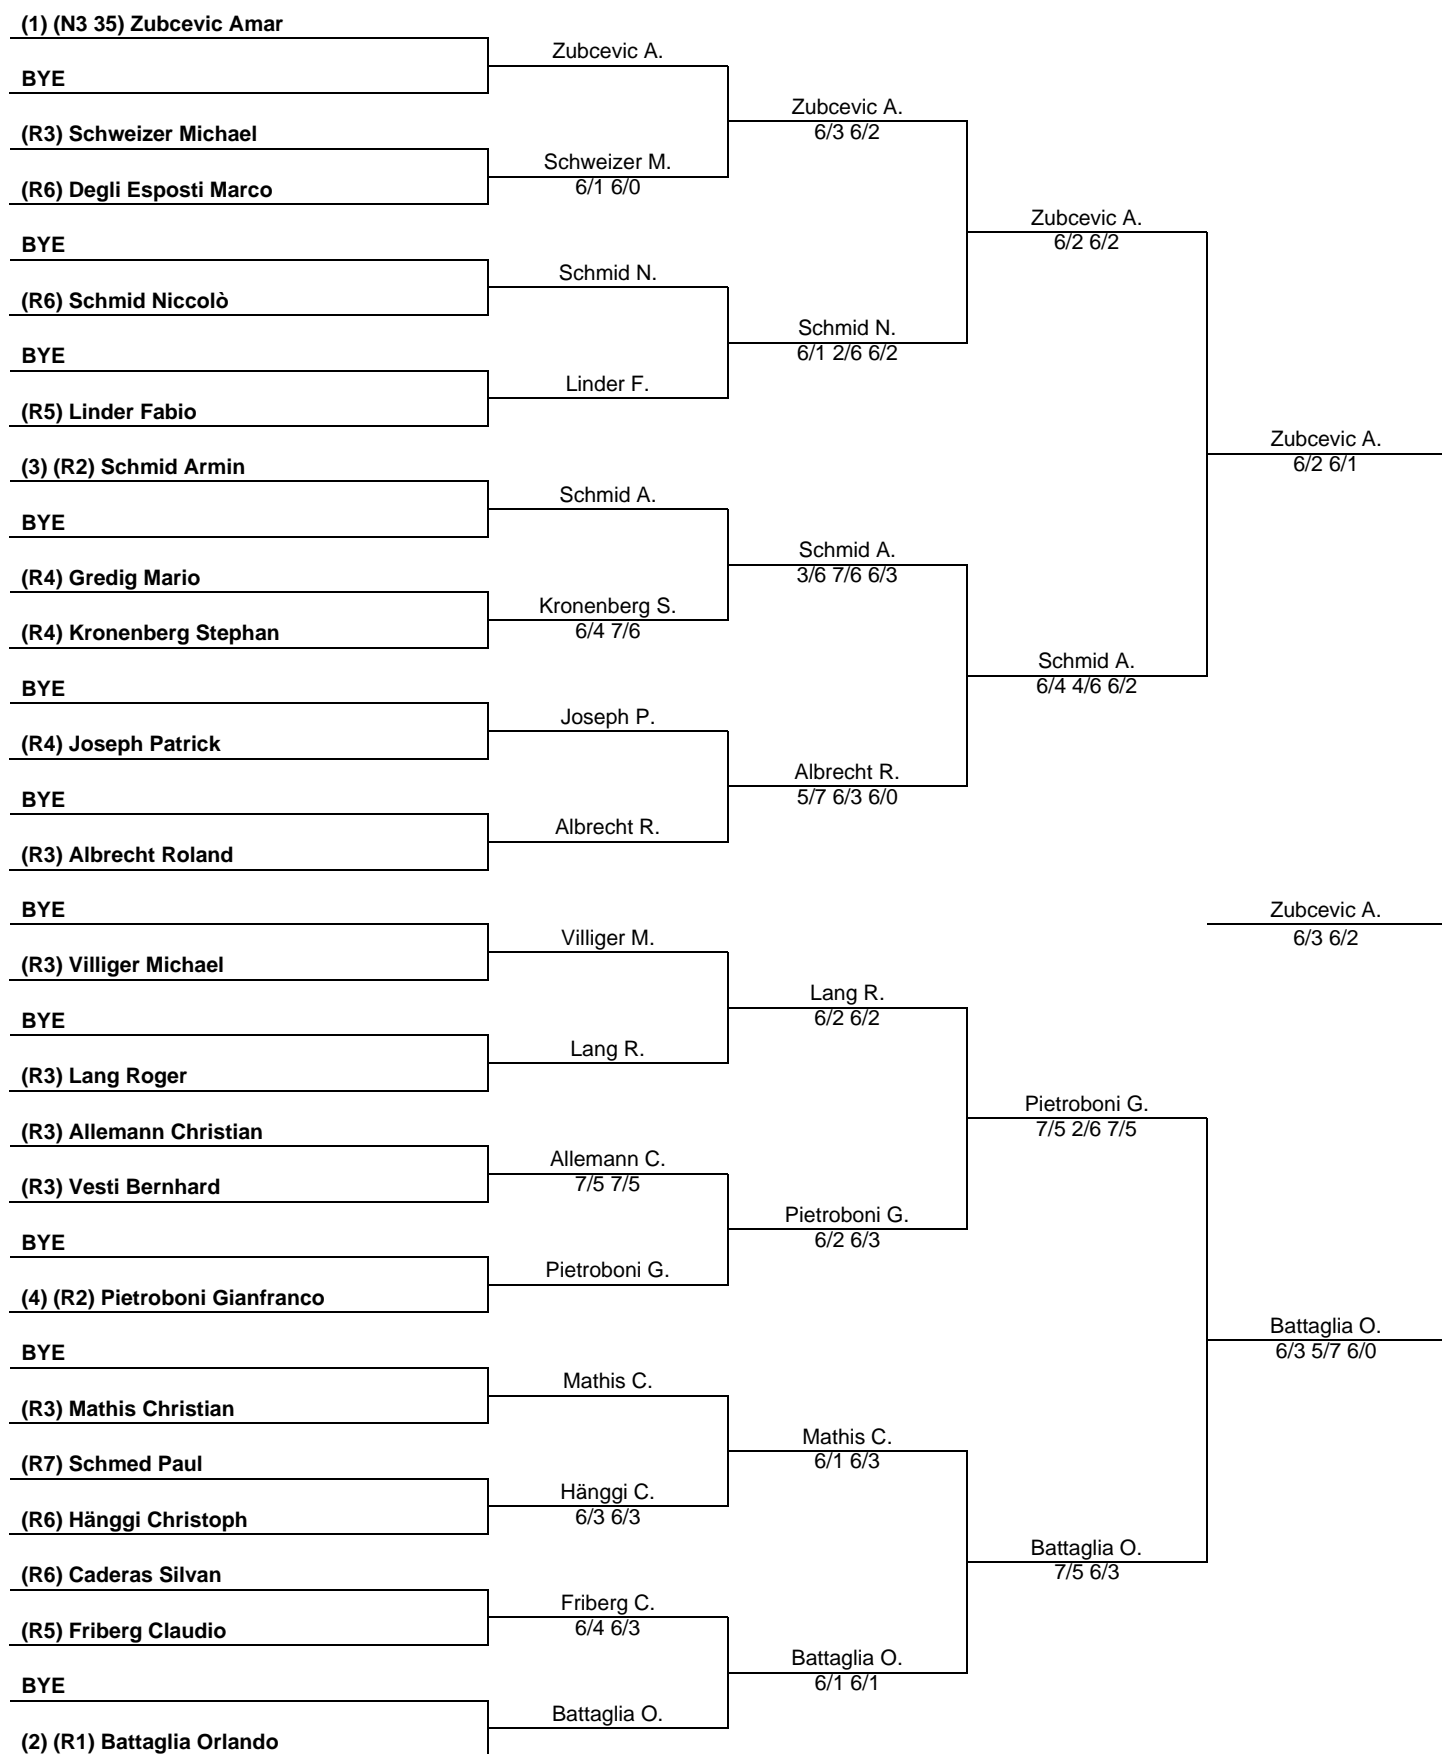 (1) (N3 35) Zubcevic Amar
BYE
(R3) Schweizer Michael
(R6) Degli Esposti Marco
BYE
(R6) Schmid Niccolò
BYE
(R5) Linder Fabio
(3) (R2) Schmid Armin
BYE
(R4) Gredig Mario
(R4) Kronenberg Stephan
BYE
(R4) Joseph Patrick
BYE
(R3) Albrecht Roland
BYE
(R3) Villiger Michael
BYE
(R3) Lang Roger
(R3) Allemann Christian
(R3) Vesti Bernhard
BYE
(4) (R2) Pietroboni Gianfranco
BYE
(R3) Mathis Christian
(R7) Schmed Paul
(R6) Hänggi Christoph
(R6) Caderas Silvan
(R5) Friberg Claudio
BYE
(2) (R1) Battaglia Orlando
Zubcevic A.
Schweizer M.
6/1 6/0
Schmid N.
Linder F.
Schmid A.
Kronenberg S.
6/4 7/6
Joseph P.
Albrecht R.
Villiger M.
Lang R.
Allemann C.
7/5 7/5
Pietroboni G.
Mathis C.
Hänggi C.
6/3 6/3
Friberg C.
6/4 6/3
Battaglia O.
Zubcevic A.
6/3 6/2
Schmid N.
6/1 2/6 6/2
Schmid A.
3/6 7/6 6/3
Albrecht R.
5/7 6/3 6/0
Lang R.
6/2 6/2
Pietroboni G.
6/2 6/3
Mathis C.
6/1 6/3
Battaglia O.
6/1 6/1
Zubcevic A.
6/2 6/2
Schmid A.
6/4 4/6 6/2
Pietroboni G.
7/5 2/6 7/5
Battaglia O.
7/5 6/3
Zubcevic A.
6/2 6/1
Zubcevic A.
6/3 6/2
Battaglia O.
6/3 5/7 6/0